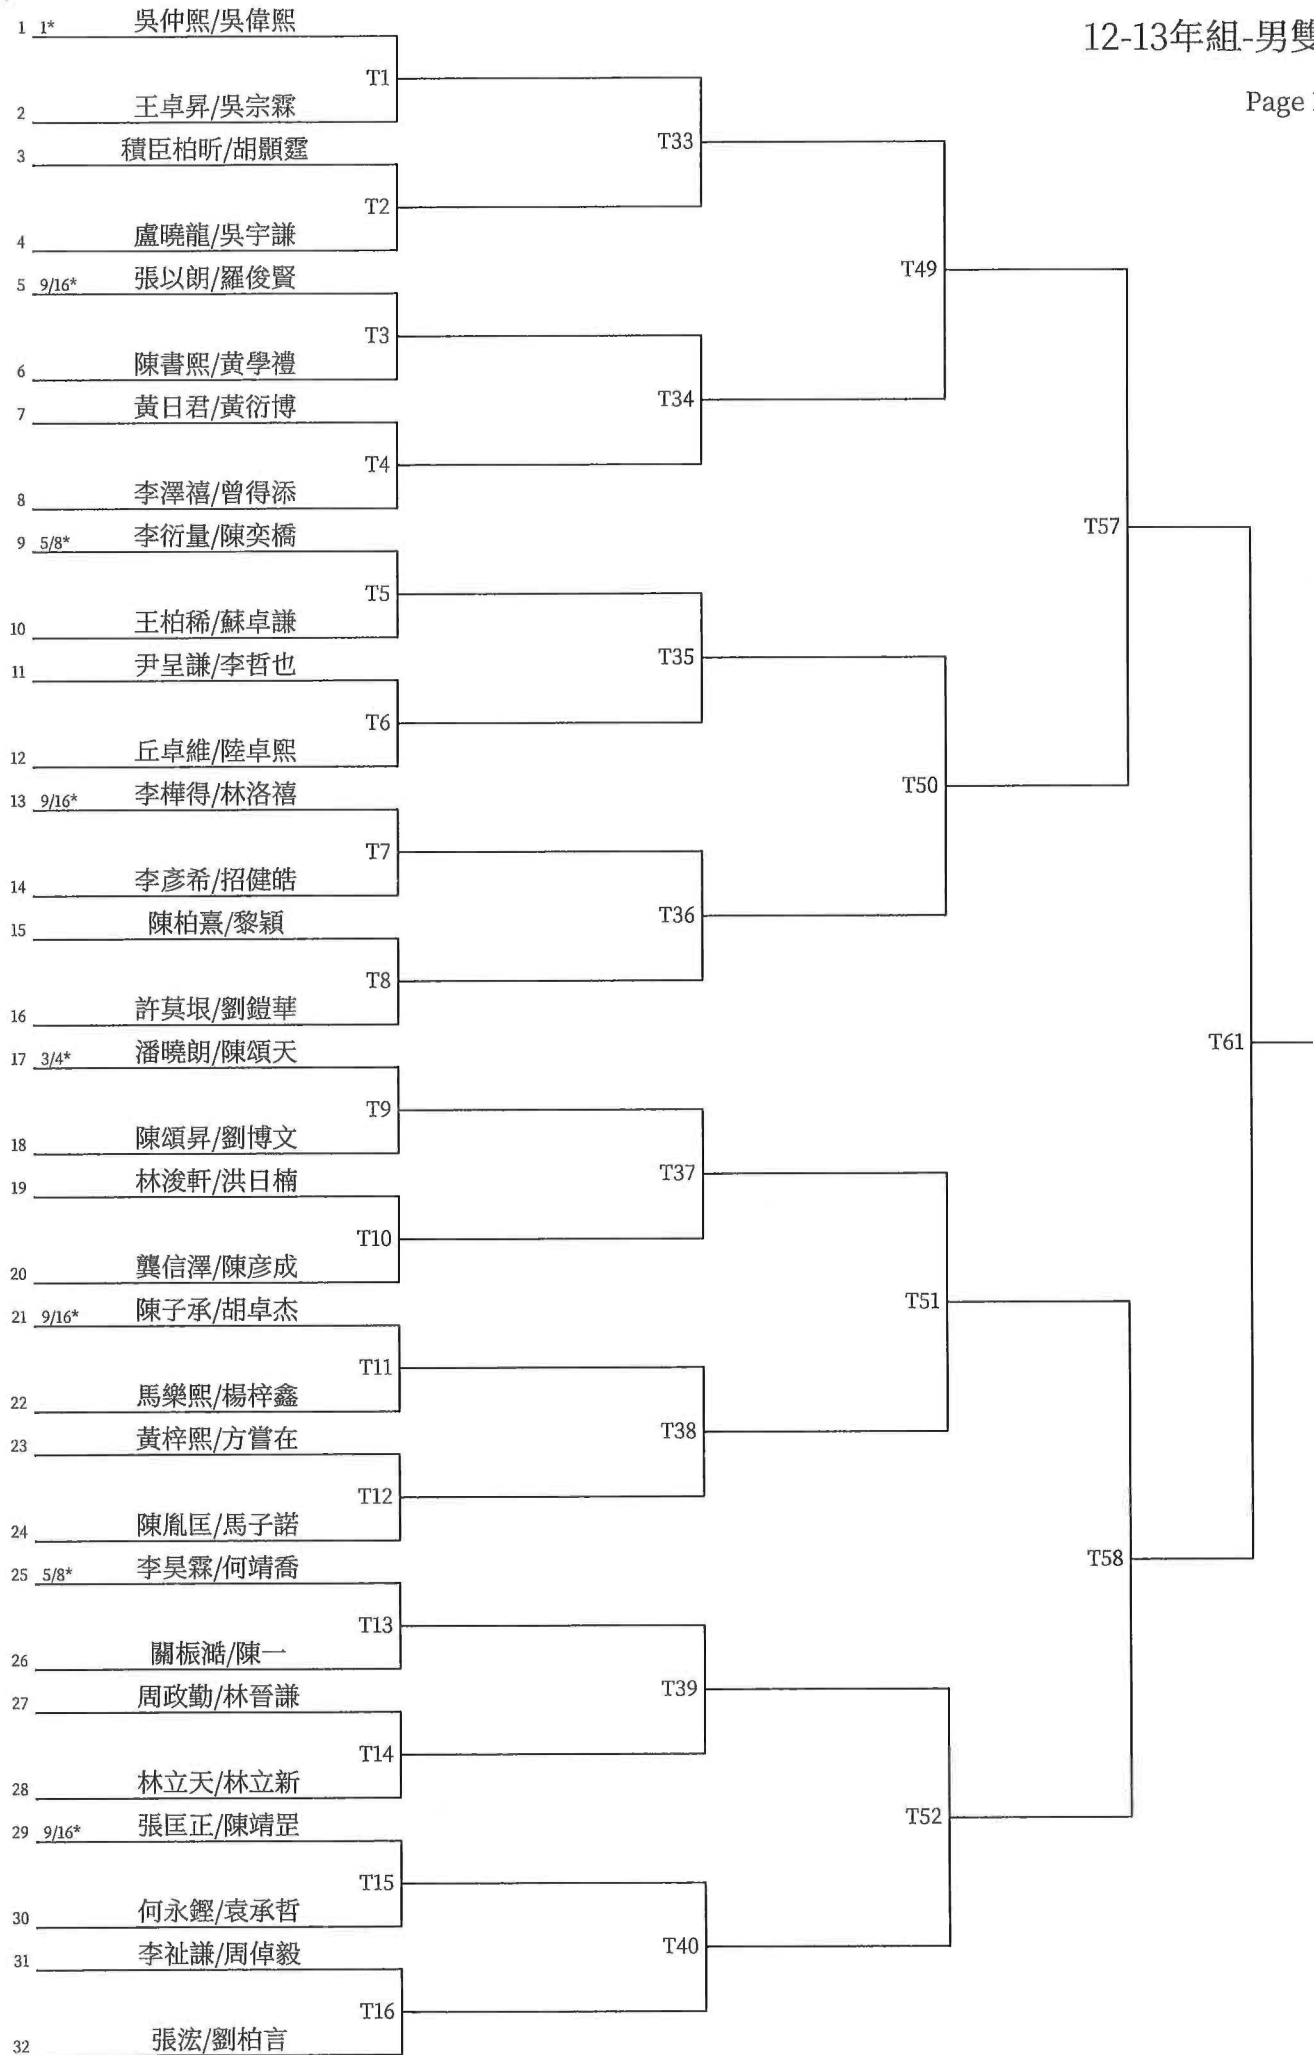 12-13年組-男雙
Page
1 1* 吳仲熙/吳偉熙
T1
2 王卓昇/吳宗霖
T33
3 積臣柏昕/胡顥霆
T2
4 盧曉龍/吳宇謙
T49
5 9/16* 張以朗/羅俊賢
T3
6 陳書熙/黄學禮
T34
7 黃日君/黃衍博
T4
8 李澤禧/曾得添
T57
9 5/8* 李衍量/陳奕橋
T5
10 王柏稀/蘇卓謙
T35
11 尹呈謙/李哲也
T6
12 丘卓維/陸卓熙
T50
13 9/16* 李樺得/林洛禧
T7
14 李彥希/招健皓
T36
15 陳柏熹/黎穎
T8
16 許莫垠/劉鎧華
T61
17 3/4* 潘曉朗/陳頌天
T9
18 陳頌昇/劉博文
T37
19 林浚軒/洪日楠
T10
20 龔信澤/陳彦成
T51
21 9/16* 陳子承/胡卓杰
T11
22 馬樂熙/楊梓鑫
T38
23 黃梓熙/方嘗在
T12
24 陳胤匡/馬子諾
T58
25 5/8* 李昊霖/何靖喬
T13
26 關桭澔/陳一
T39
27 周政勤/林晉謙
T14
28 林立天/林立新
T52
29 9/16* 張匡正/陳靖罡
T15
30 何永鏗/袁承哲
T40
31 李祉謙/周倬毅
T16
32 張浤/劉柏言